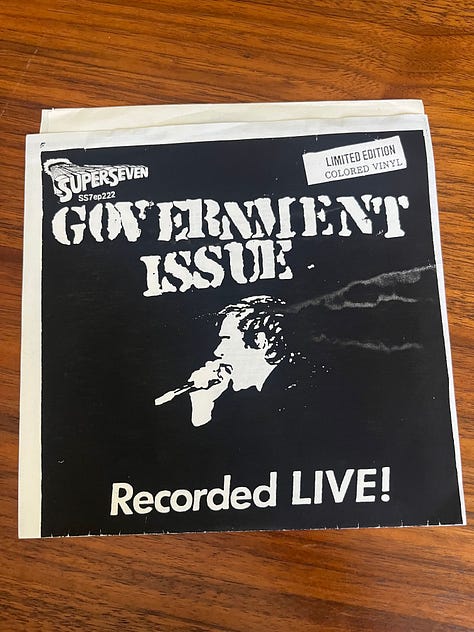 SUPERSEVEN
SS7ep222
LIMITED EDITION
COLORED VINYL
GOVERNMENT
ISSUE
Recorded LIVE!